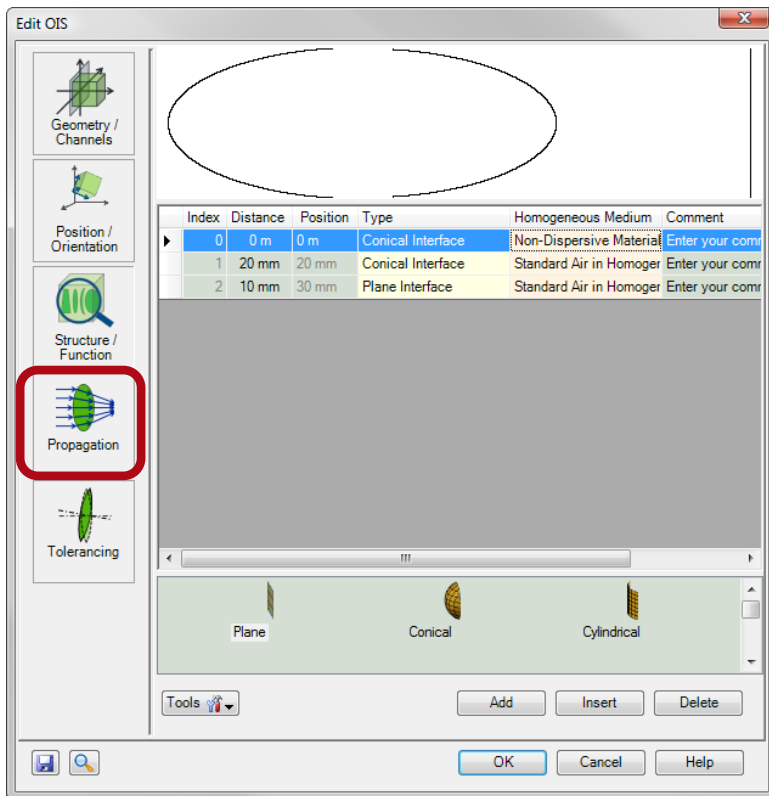 Edit OIS
Geometry /
Channels
Position /
Orientation
Structure /
Function
Propagation
Tolerancing
Index Distance Position Type Homogeneous Medium Comment
0 0 m 0 m Conical Interface Non-Dispersive Material Enter your comm
1 20 mm 20 mm Conical Interface Standard Air in Homoger Enter your comm
2 10 mm 30 mm Plane Interface Standard Air in Homoger Enter your comm
Plane Conical Cylindrical
Tools Add Insert Delete
OK Cancel Help